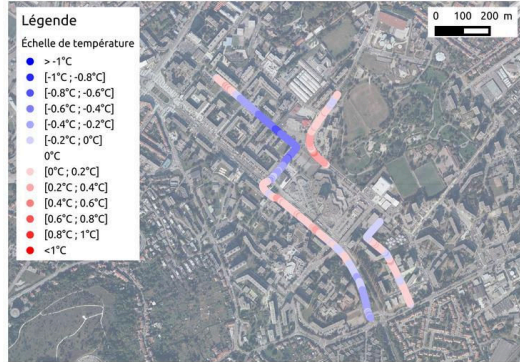 Légende
0 100 200 m
Échelle de température
> -1°C
[-1°C ; -0.8°C]
[-0.8°C ; -0.6°C]
[-0.6°C ; -0.4°C]
[-0.4°C ; -0.2°C]
[-0.2°C ; 0°C]
0°C
[0°C ; 0.2°C]
[0.2°C ; 0.4°C]
[0.4°C ; 0.6°C]
[0.6°C ; 0.8°C]
[0.8°C ; 1°C]
<1°C